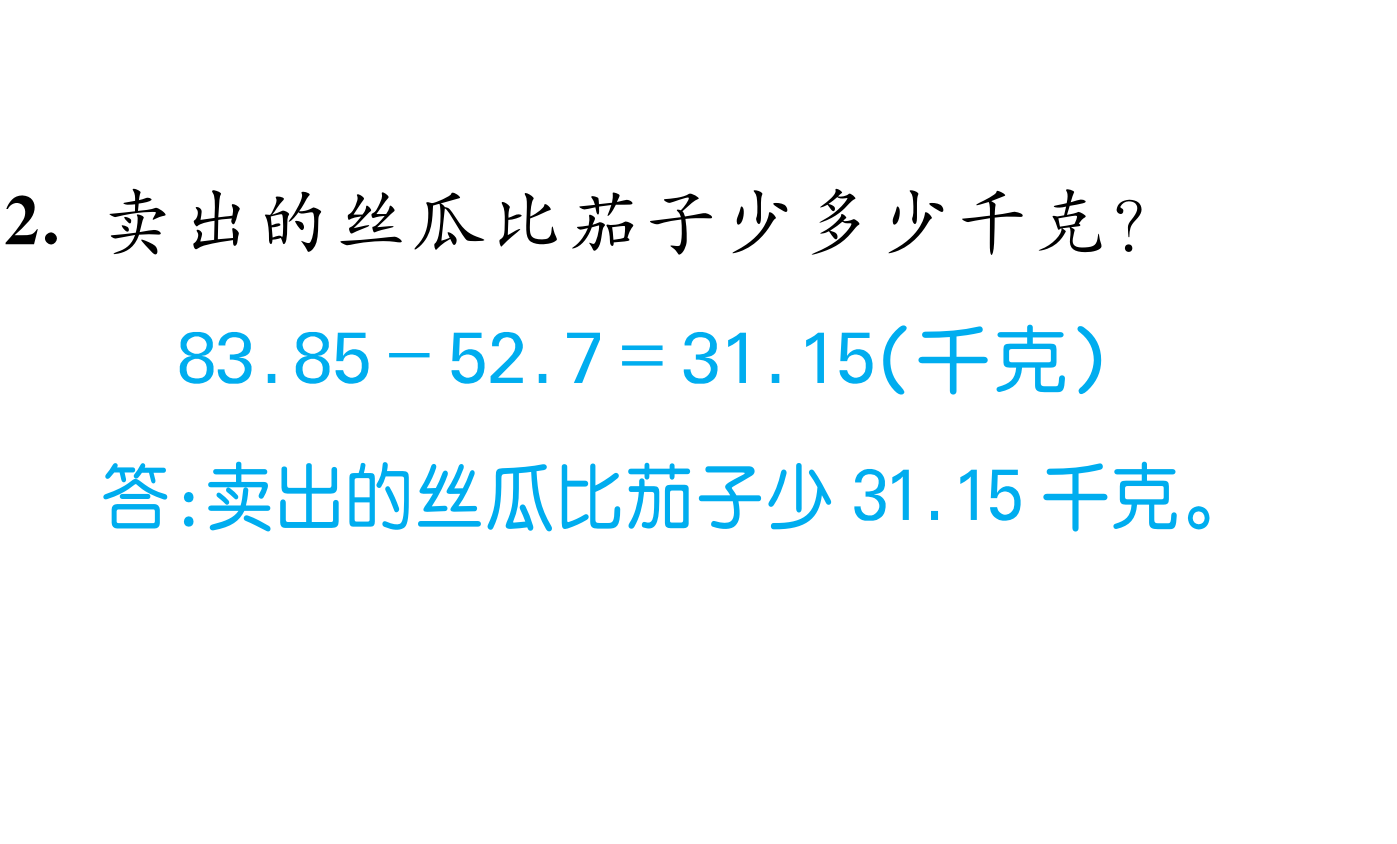 2. 卖出的丝瓜比茄子少多少千克?
83.85-52.7=31.15(千克)
答:卖出的丝瓜比茄子少 31.15 千克。